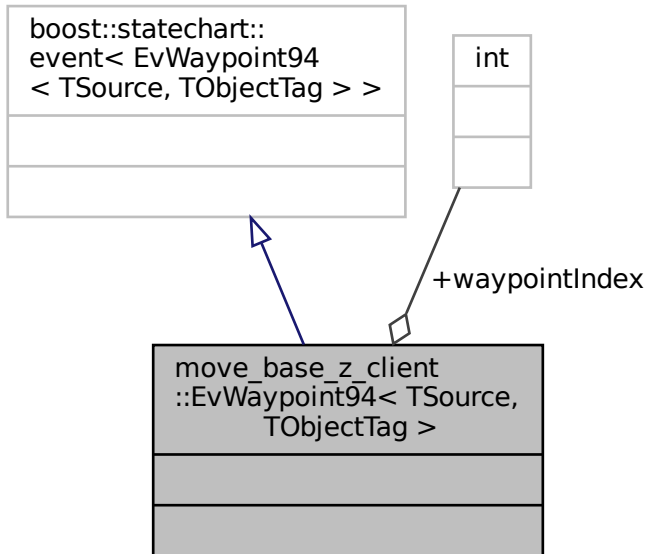 boost::statechart::
event< EvWaypoint94
< TSource, TObjectTag > >
int
+waypointIndex
move_base_z_client
::EvWaypoint94< TSource,
TObjectTag >